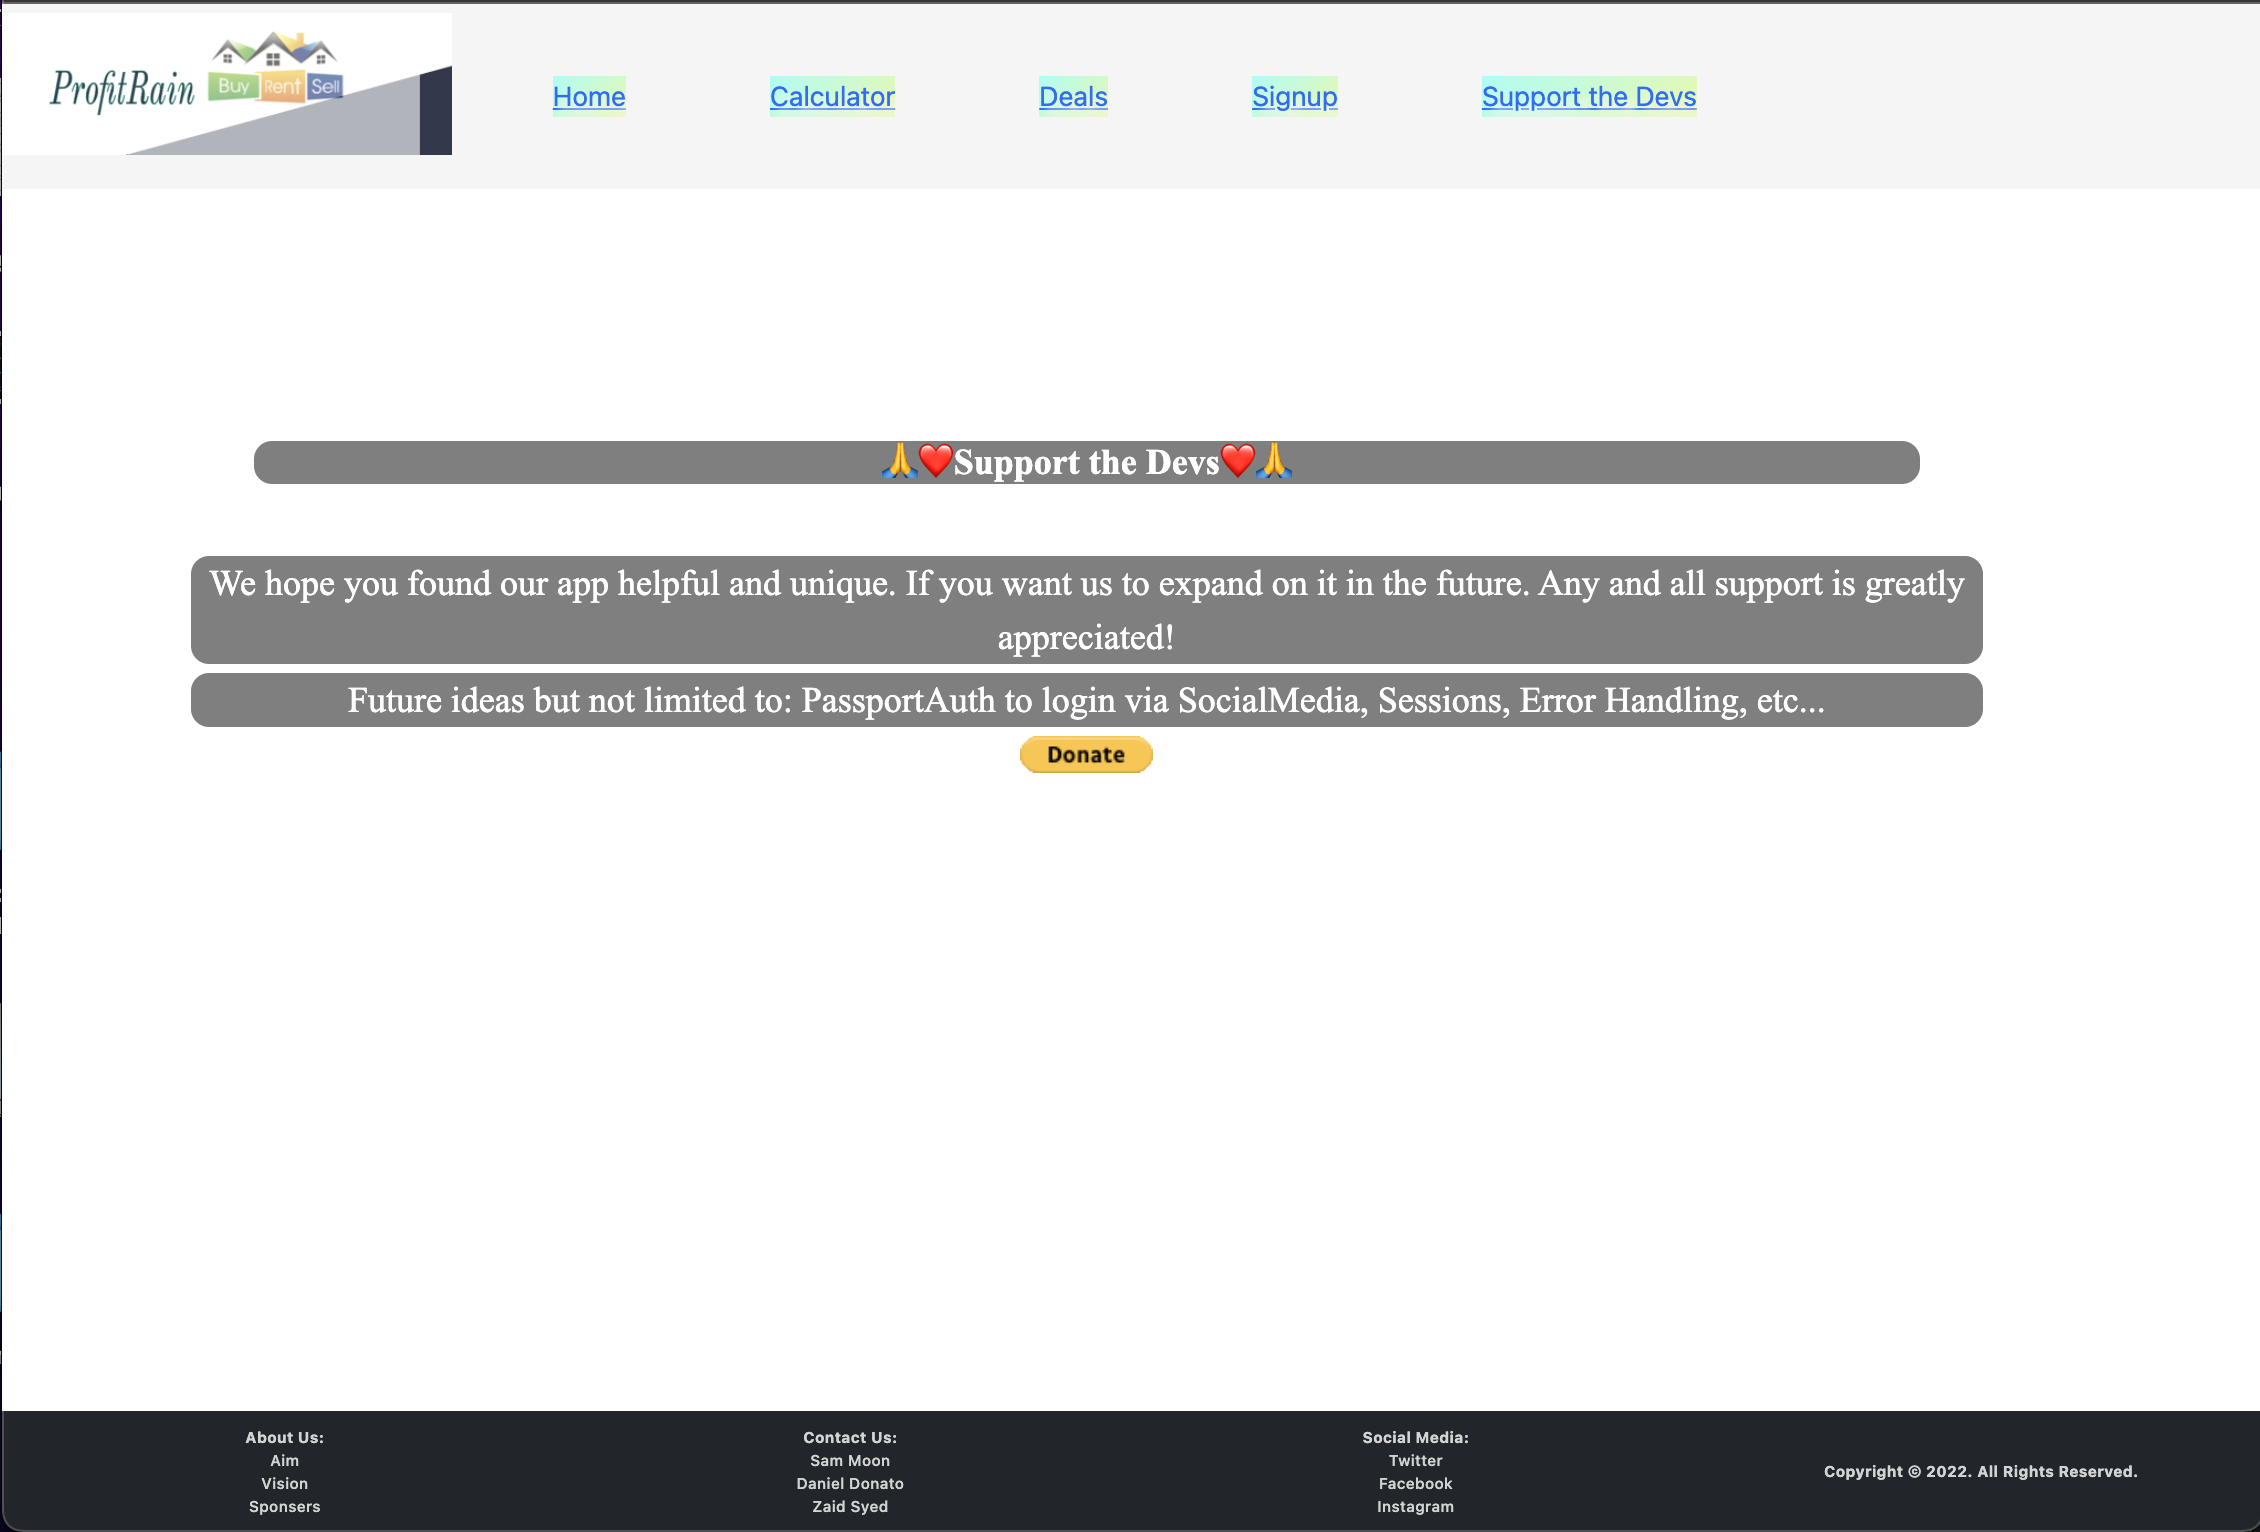 ProfitRain Buy Rent Sell
Home Calculator Deals Signup Support the Devs
🙏❤️Support the Devs❤️🙏
We hope you found our app helpful and unique. If you want us to expand on it in the future. Any and all support is greatly
appreciated!
Future ideas but not limited to: PassportAuth to login via SocialMedia, Sessions, Error Handling, etc...
Donate
About Us:
Aim
Vision
Sponsers
Contact Us:
Sam Moon
Daniel Donato
Zaid Syed
Social Media:
Twitter
Facebook
Instagram
Copyright © 2022. All Rights Reserved.